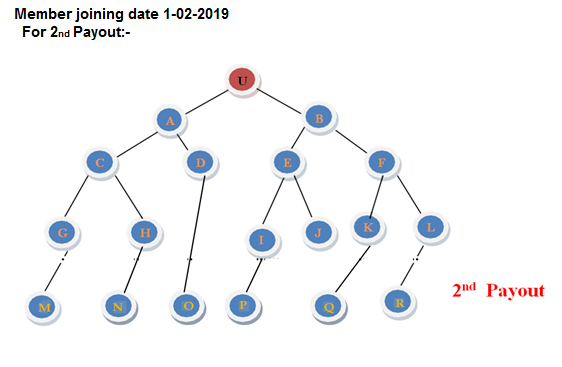 Member joining date 1-02-2019
For 2nd Payout:-
U
A
B
C
D
E
F
G
H
I
J
K
L
M
N
O
P
Q
R
2nd Payout